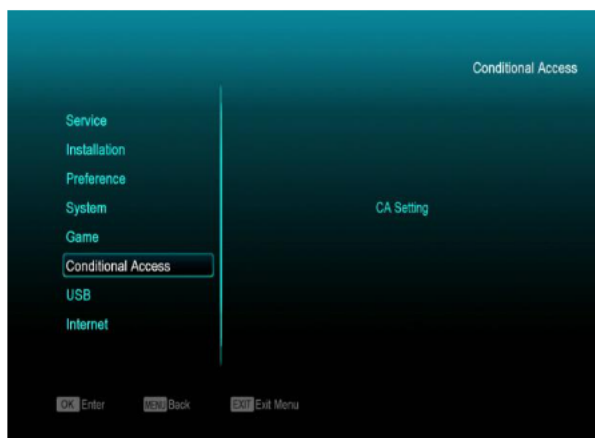 Conditional Access
Service
Installation
Preference
System
CA Setting
Game
Conditional Access
USB
Internet
OK Enter MENU Back EXIT Exit Menu